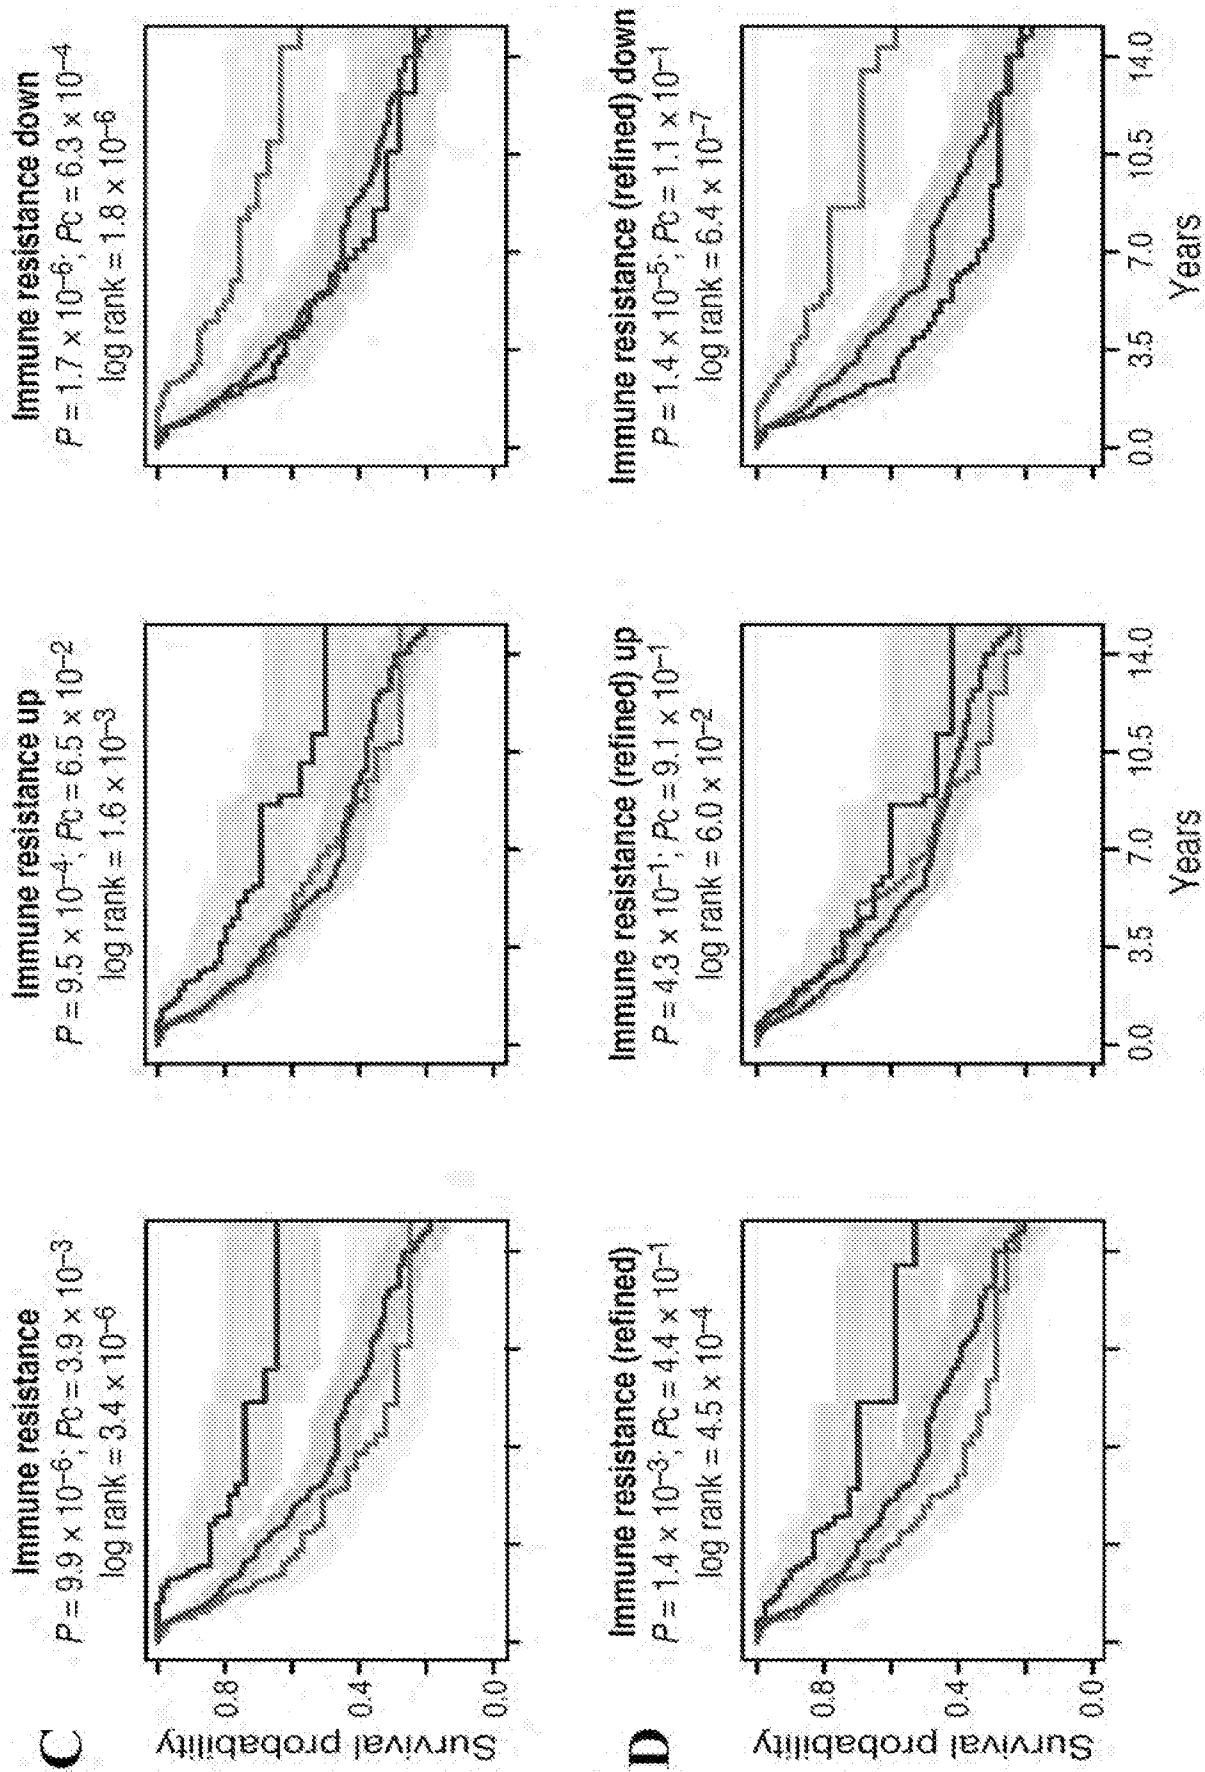 C
Immune resistance
P = 9.9 × 10⁻⁶; Pc = 3.9 × 10⁻³
log rank = 3.4 × 10⁻⁶
Immune resistance up
P = 9.5 × 10⁻⁴; Pc = 6.5 × 10⁻²
log rank = 1.6 × 10⁻³
Immune resistance down
P = 1.7 × 10⁻⁶; Pc = 6.3 × 10⁻⁴
log rank = 1.8 × 10⁻⁶
Survival probability
0.8
0.4
0.0
D
Immune resistance (refined)
P = 1.4 × 10⁻³; Pc = 4.4 × 10⁻¹
log rank = 4.5 × 10⁻⁴
Immune resistance (refined) up
P = 4.3 × 10⁻¹; Pc = 9.1 × 10⁻¹
log rank = 6.0 × 10⁻²
Immune resistance (refined) down
P = 1.4 × 10⁻⁵; Pc = 1.1 × 10⁻¹
log rank = 6.4 × 10⁻⁷
Survival probability
0.8
0.4
0.0
0.0 3.5 7.0 10.5 14.0
Years
0.0 3.5 7.0 10.5 14.0
Years